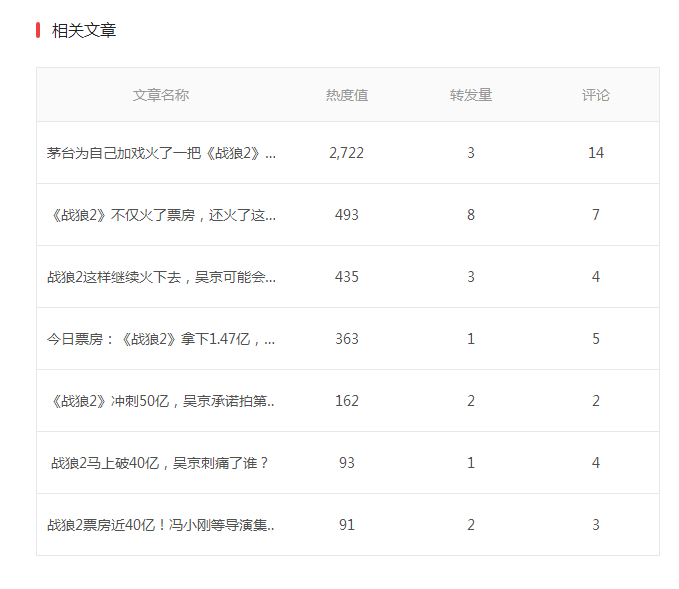 相关文章
文章名称 热度值 转发量 评论
茅台为自己加戏火了一把《战狼2》... 2,722 3 14
《战狼2》不仅火了票房，还火了这... 493 8 7
战狼2这样继续火下去，吴京可能会... 435 3 4
今日票房：《战狼2》拿下1.47亿，... 363 1 5
《战狼2》冲刺50亿，吴京承诺拍第.. 162 2 2
战狼2马上破40亿，吴京刺痛了谁？ 93 1 4
战狼2票房近40亿！冯小刚等导演集.. 91 2 3